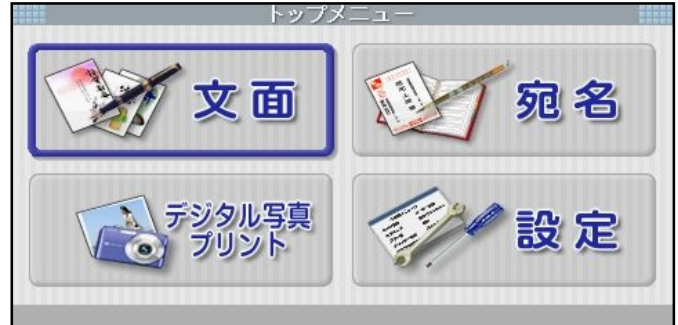 トップメニュー
文面
宛名
デジタル写真
プリント
設定